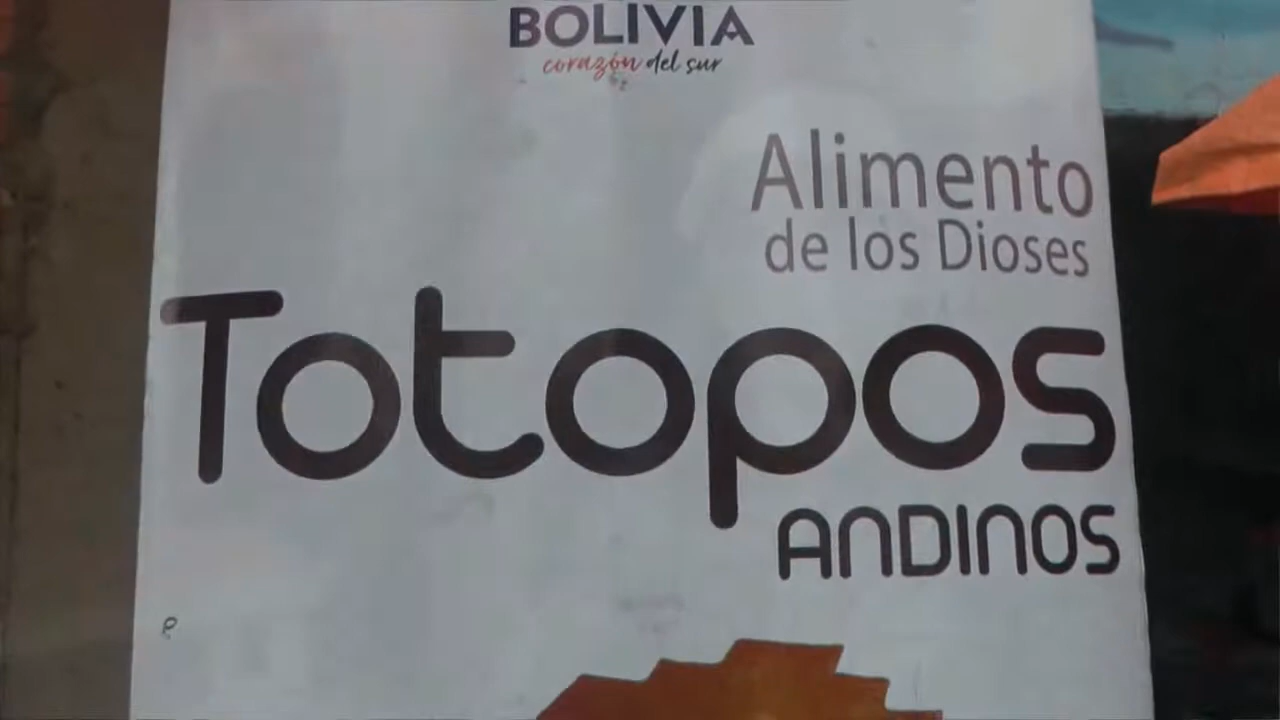 BOLIVIA
corazón del sur
Alimento
de los Dioses
Totopos
ANDINOS